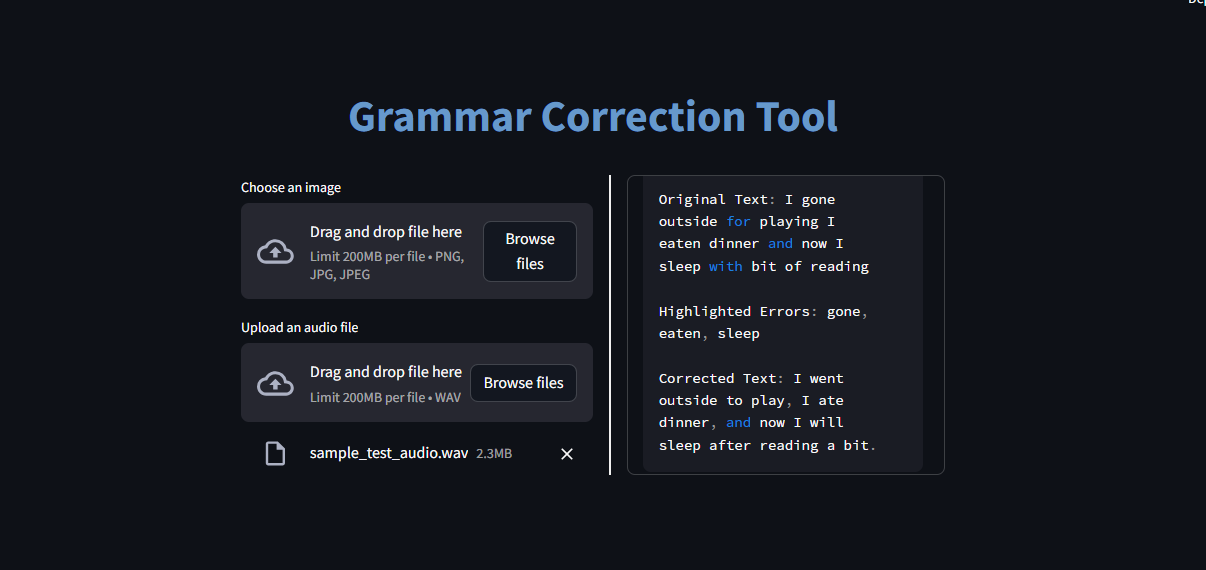 Grammar Correction Tool
Choose an image
Drag and drop file here
Limit 200MB per file • PNG,
JPG, JPEG
Browse
files
Upload an audio file
Drag and drop file here
Limit 200MB per file • WAV
Browse files
sample_test_audio.wav 2.3MB
Original Text: I gone
outside for playing I
eaten dinner and now I
sleep with bit of reading
Highlighted Errors: gone,
eaten, sleep
Corrected Text: I went
outside to play, I ate
dinner, and now I will
sleep after reading a bit.